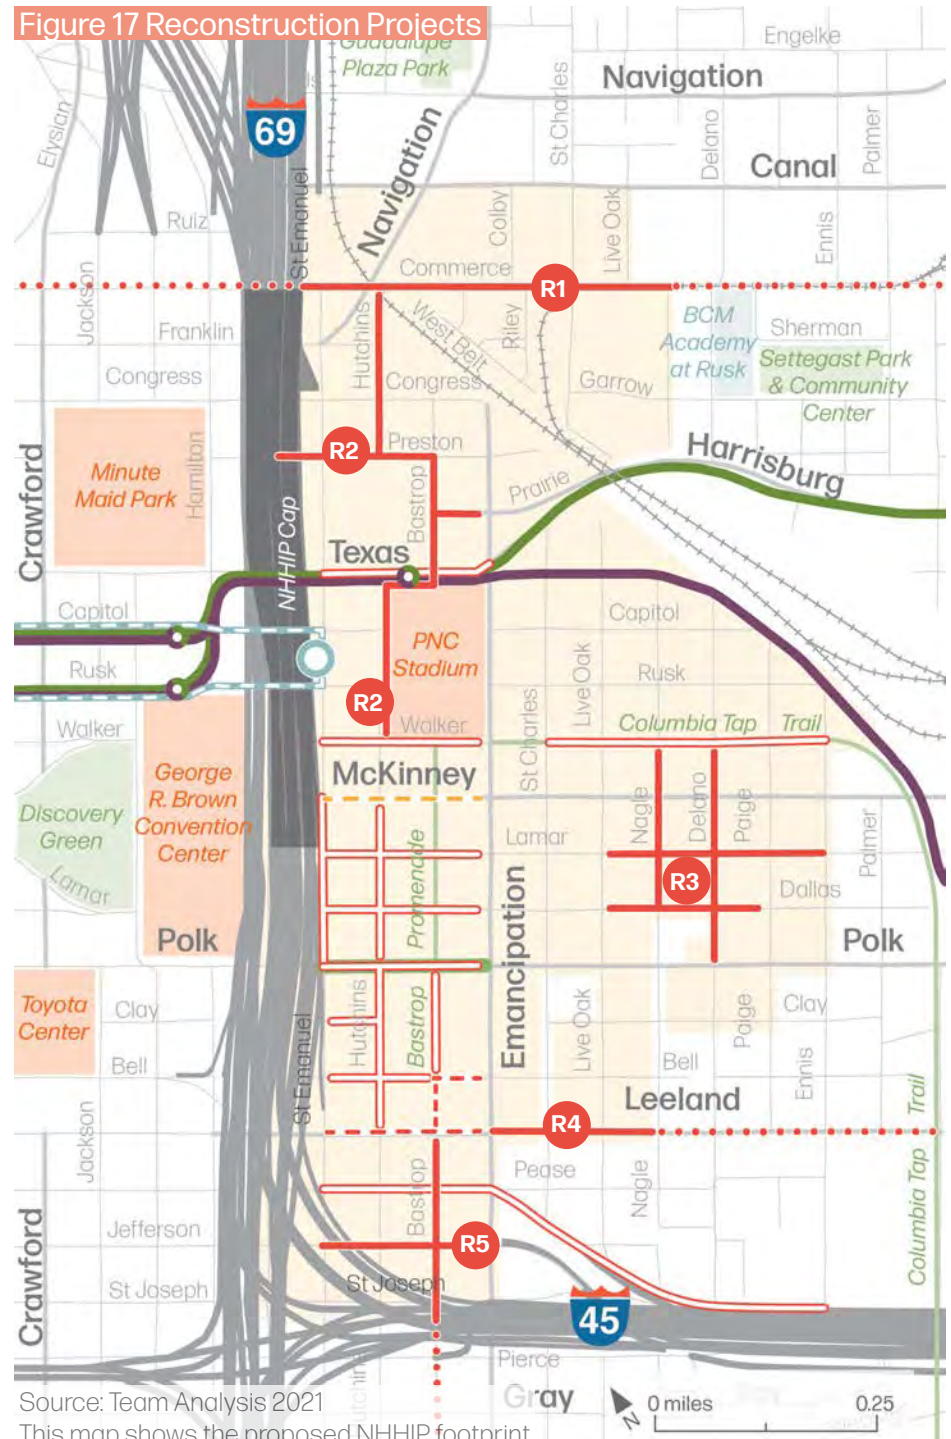 Figure 17 Reconstruction Projects
Guadalupe
Plaza Park
Engelke
Navigation
69
Elysian
St Charles
Delano
Palmer
Canal
Navigation
St Emanuel
Ruiz
Colby
Live Oak
Ennis
Commerce
R1
Jackson
Franklin
Hutchins
West Belt
Riley
BCM
Academy
at Rusk
Sherman
Settegast Park
& Community
Center
Congress
Congress
Garrow
Crawford
Minute
Maid Park
Hamilton
R2
Preston
Bastrop
Prairie
Harrisburg
NHHIP Cap
Texas
Capitol
Capitol
PNC
Stadium
Rusk
Live Oak
Rusk
R2
Walker
Walker
St Charles
Columbia Tap Trail
George
R. Brown
Convention
Center
McKinney
Discovery
Green
Lamar
Promenade
Lamar
Nagle
Delano
Paige
Palmer
R3
Dallas
Polk
Emancipation
Polk
Toyota
Center
Clay
Hutchins
Bastrop
Live Oak
Paige
Clay
Bell
St Emanuel
Bell
Ennis
Leeland
R4
Jackson
Pease
Nagle
Columbia Tap Trail
Bastrop
Crawford
Jefferson
R5
St Joseph
St Joseph
45
Pierce
Gray
N
0 miles
0.25
Source: Team Analysis 2021
This map shows the proposed NHHIP footprint